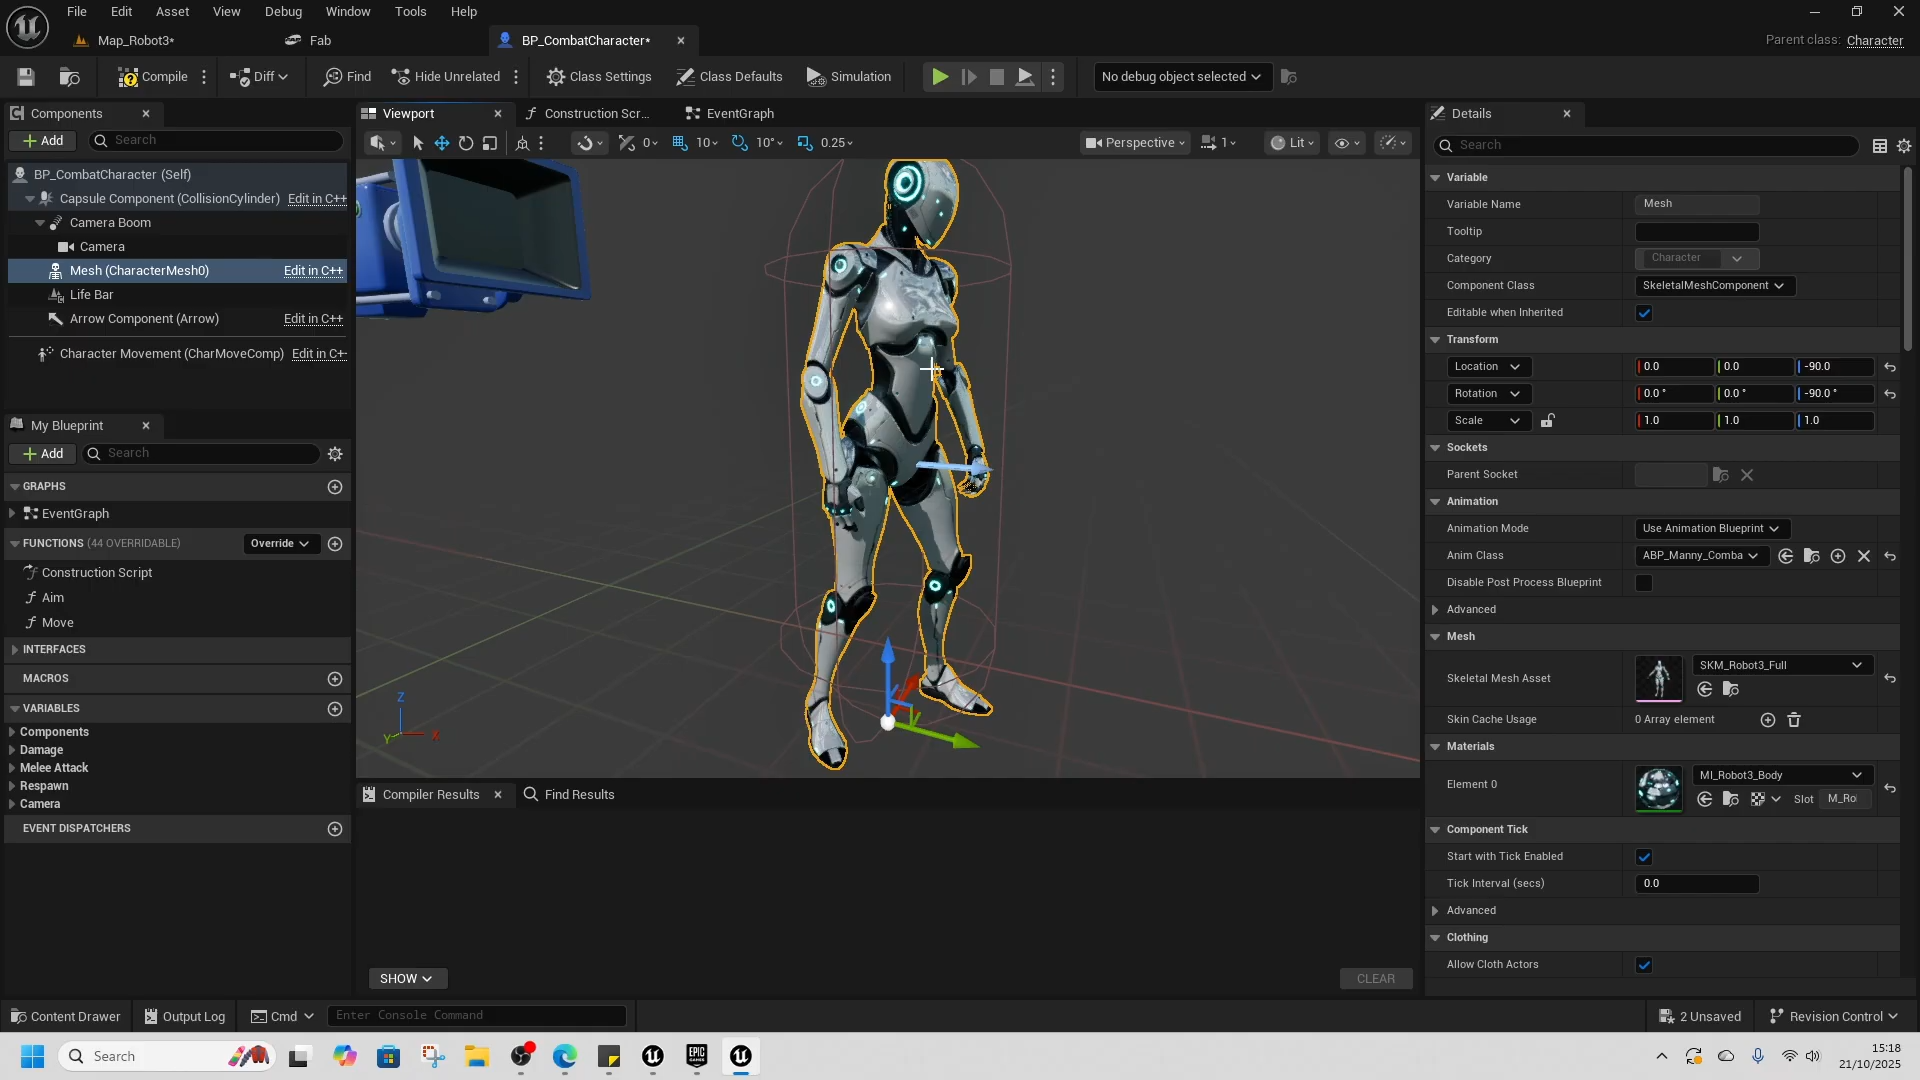 File Edit Asset View Debug Window Tools Help
Map_Robot3* Fab BP_CombatCharacter* Parent class: Character
Compile Diff Find Hide Unrelated Class Settings Class Defaults Simulation No debug object selected
Components Viewport Construction Scr... EventGraph Details
Add Search 0 10 10° 0.25 Perspective 1 Lit Search
BP_CombatCharacter (Self)
Capsule Component (CollisionCylinder) Edit in C++
Camera Boom
Camera
Mesh (CharacterMesh0) Edit in C++
Life Bar
Arrow Component (Arrow) Edit in C++
Character Movement (CharMoveComp) Edit in C+
My Blueprint
Add Search
GRAPHS
EventGraph
FUNCTIONS (44 OVERRIDABLE) Override
Construction Script
Aim
Move
INTERFACES
MACROS
VARIABLES
Components
Damage
Melee Attack
Respawn
Camera
EVENT DISPATCHERS
Z
Y X
Compiler Results Find Results
SHOW CLEAR
Variable
Variable Name Mesh
Tooltip
Category Character
Component Class SkeletalMeshComponent
Editable when Inherited
Transform
Location 0.0 0.0 -90.0
Rotation 0.0 ° 0.0 ° -90.0 °
Scale 1.0 1.0 1.0
Sockets
Parent Socket
Animation
Animation Mode Use Animation Blueprint
Anim Class ABP_Manny_Comba
Disable Post Process Blueprint
Advanced
Mesh
Skeletal Mesh Asset SKM_Robot3_Full
Skin Cache Usage 0 Array element
Materials
Element 0 MI_Robot3_Body
Slot M_Ro
Component Tick
Start with Tick Enabled
Tick Interval (secs) 0.0
Advanced
Clothing
Allow Cloth Actors
Content Drawer Output Log Cmd Enter Console Command 2 Unsaved Revision Control
Search 15:18
21/10/2025